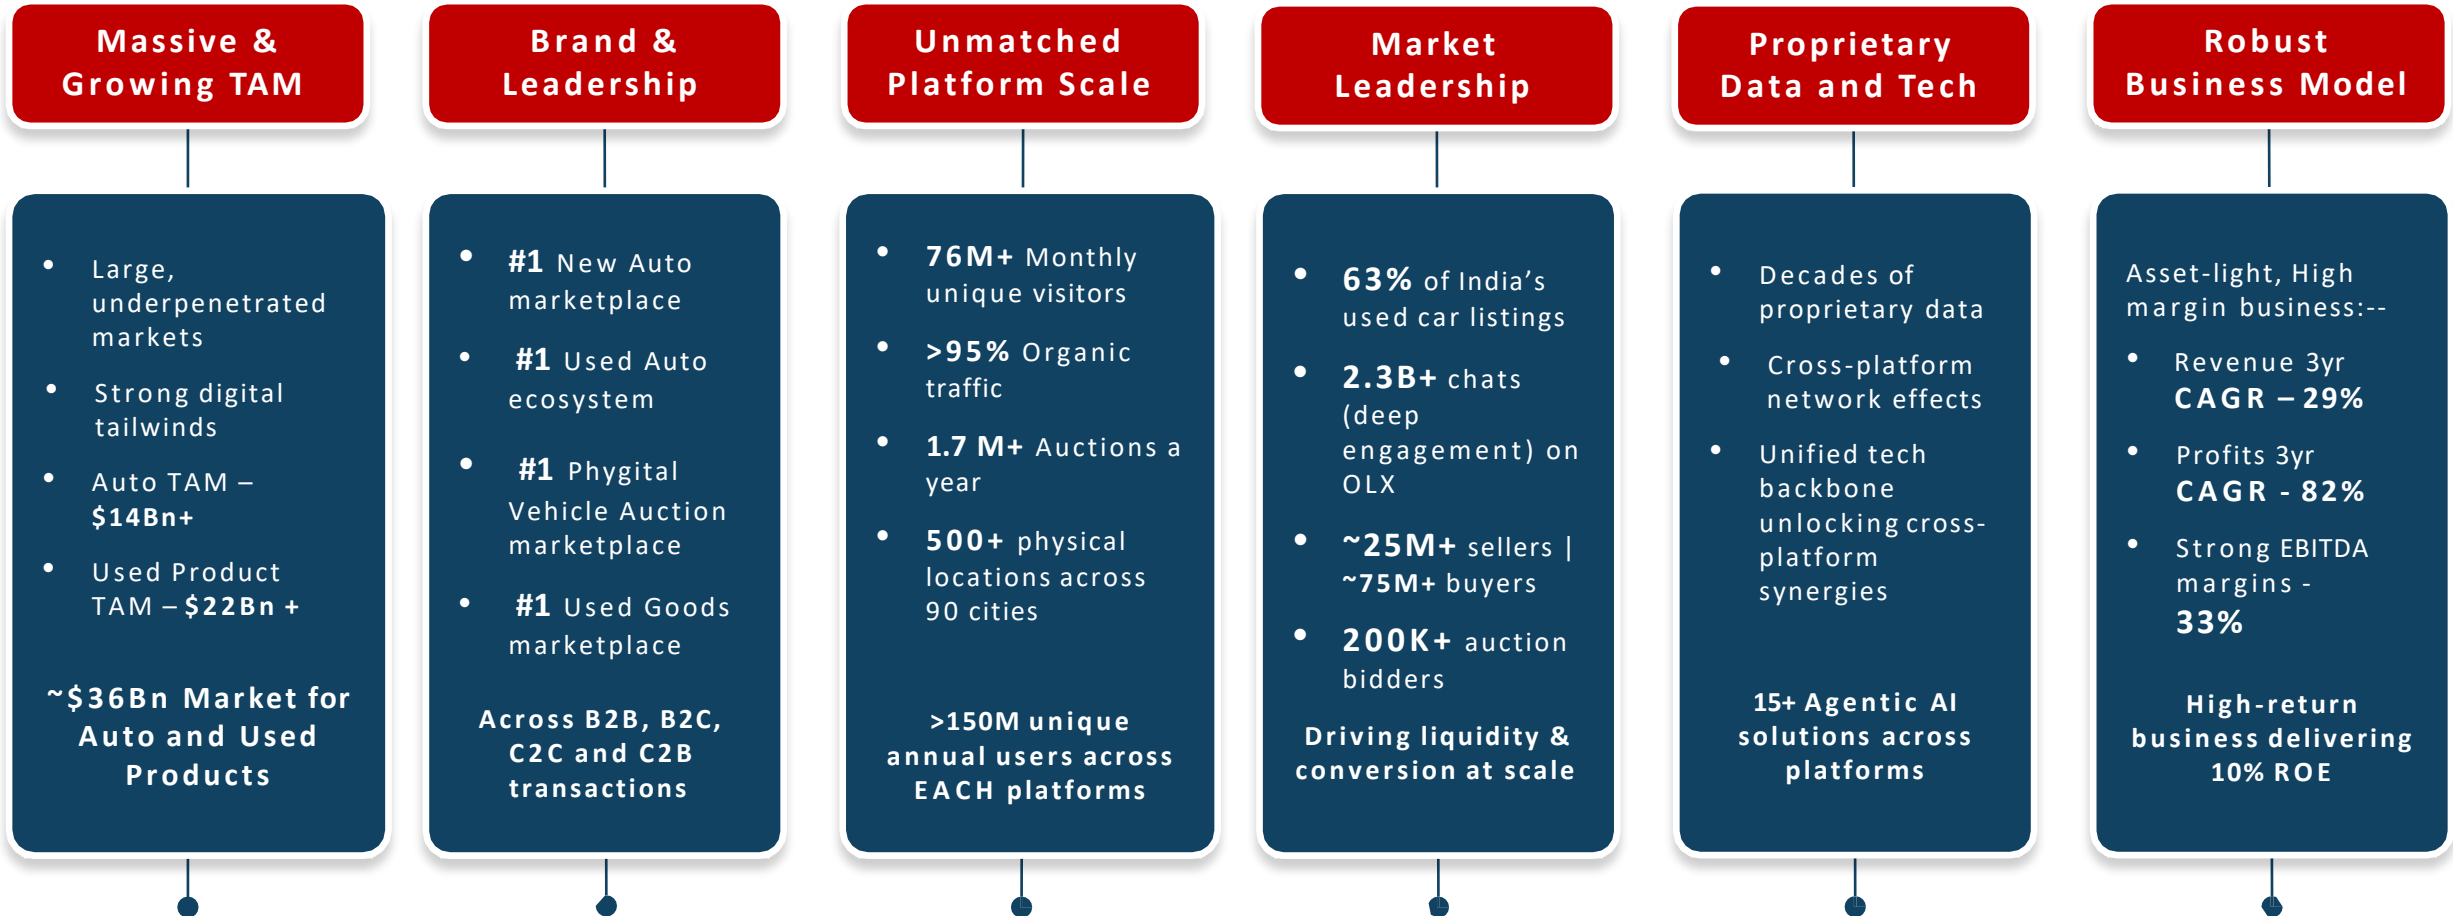 Massive &
Growing TAM
• Large,
underpenetrated
markets
• Strong digital
tailwinds
• Auto TAM –
$14Bn+
• Used Product
TAM – $22Bn +
~$36Bn Market for
Auto and Used
Products
Brand &
Leadership
• #1 New Auto
marketplace
• #1 Used Auto
ecosystem
• #1 Phygital
Vehicle Auction
marketplace
• #1 Used Goods
marketplace
Across B2B, B2C,
C2C and C2B
transactions
Unmatched
Platform Scale
• 76M+ Monthly
unique visitors
• >95% Organic
traffic
• 1.7 M+ Auctions a
year
• 500+ physical
locations across
90 cities
>150M unique
annual users across
EACH platforms
Market
Leadership
• 63% of India’s
used car listings
• 2.3B+ chats
(deep
engagement) on
OLX
• ~25M+ sellers |
~75M+ buyers
• 200K+ auction
bidders
Driving liquidity &
conversion at scale
Proprietary
Data and Tech
• Decades of
proprietary data
• Cross-platform
network effects
• Unified tech
backbone
unlocking cross-
platform
synergies
15+ Agentic AI
solutions across
platforms
Robust
Business Model
Asset-light, High
margin business:--
• Revenue 3yr
CAGR – 29%
• Profits 3yr
CAGR - 82%
• Strong EBITDA
margins -
33%
High-return
business delivering
10% ROE